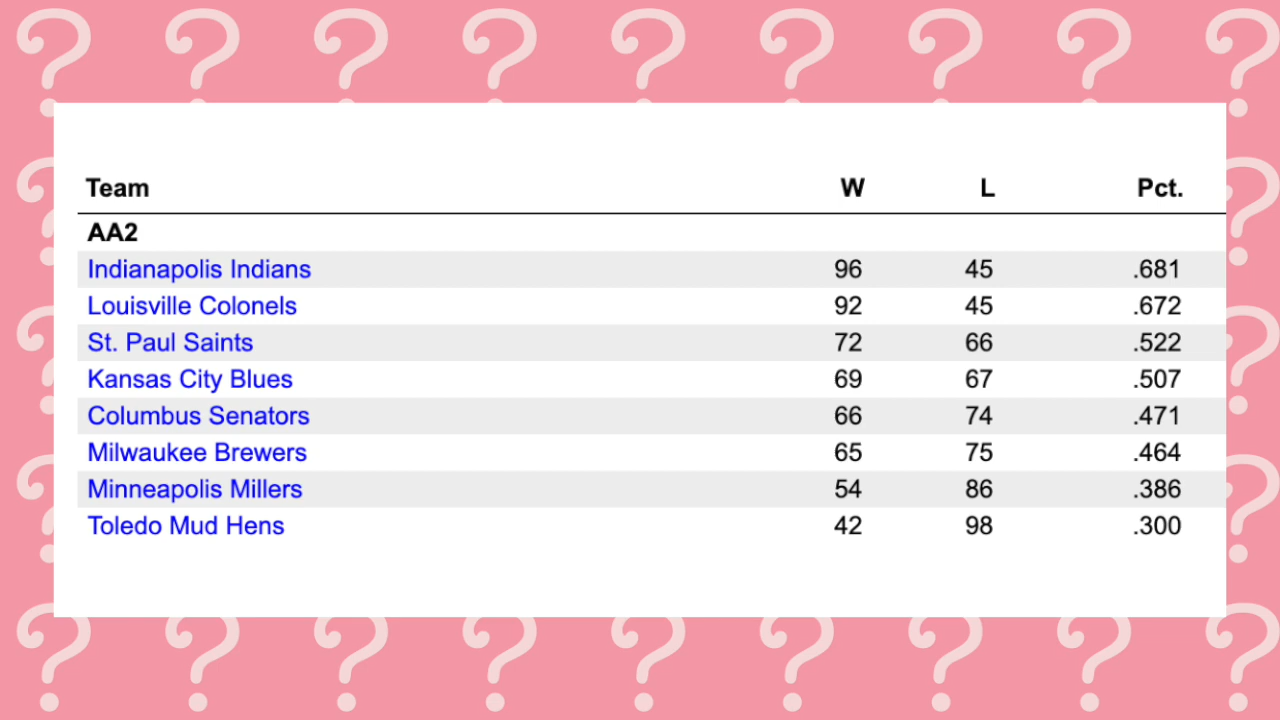 Team W L Pct.
AA2
Indianapolis Indians 96 45 .681
Louisville Colonels 92 45 .672
St. Paul Saints 72 66 .522
Kansas City Blues 69 67 .507
Columbus Senators 66 74 .471
Milwaukee Brewers 65 75 .464
Minneapolis Millers 54 86 .386
Toledo Mud Hens 42 98 .300